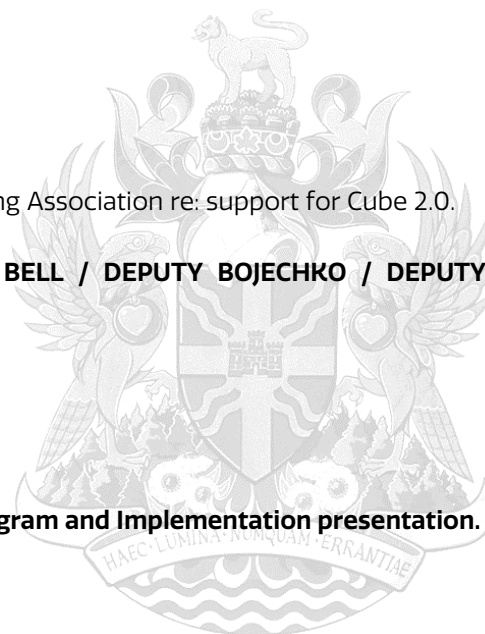 ng Association re: support for Cube 2.0.
BELL / DEPUTY BOJECHKO / DEPUTY
gram and Implementation presentation.
HAEC·LUMINA·NUMQUAM·ERRANTIAE